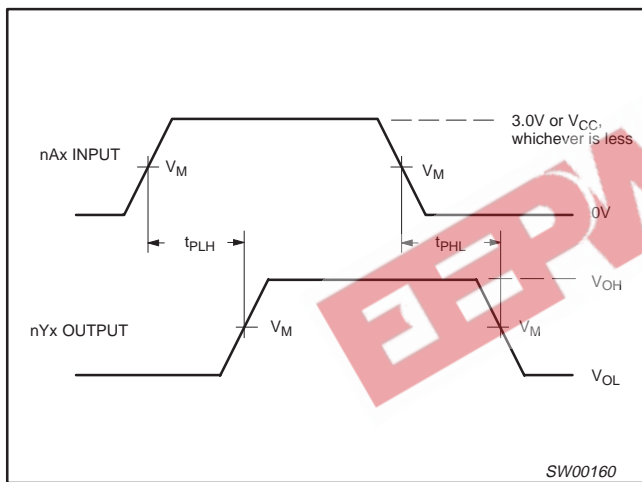 3.0V or VCC,
whichever is less
nAx INPUT
VM
VM
0V
tPLH
tPHL
VOH
nYx OUTPUT
VM
VM
VOL
SW00160